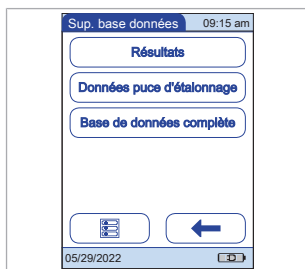 Sup. base données 09:15 am
Résultats
Données puce d'étalonnage
Base de données complète
05/29/2022